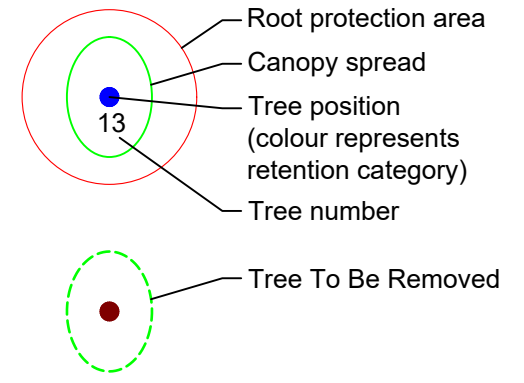 Root protection area
Canopy spread
Tree position
(colour represents
retention category)
13
Tree number
Tree To Be Removed